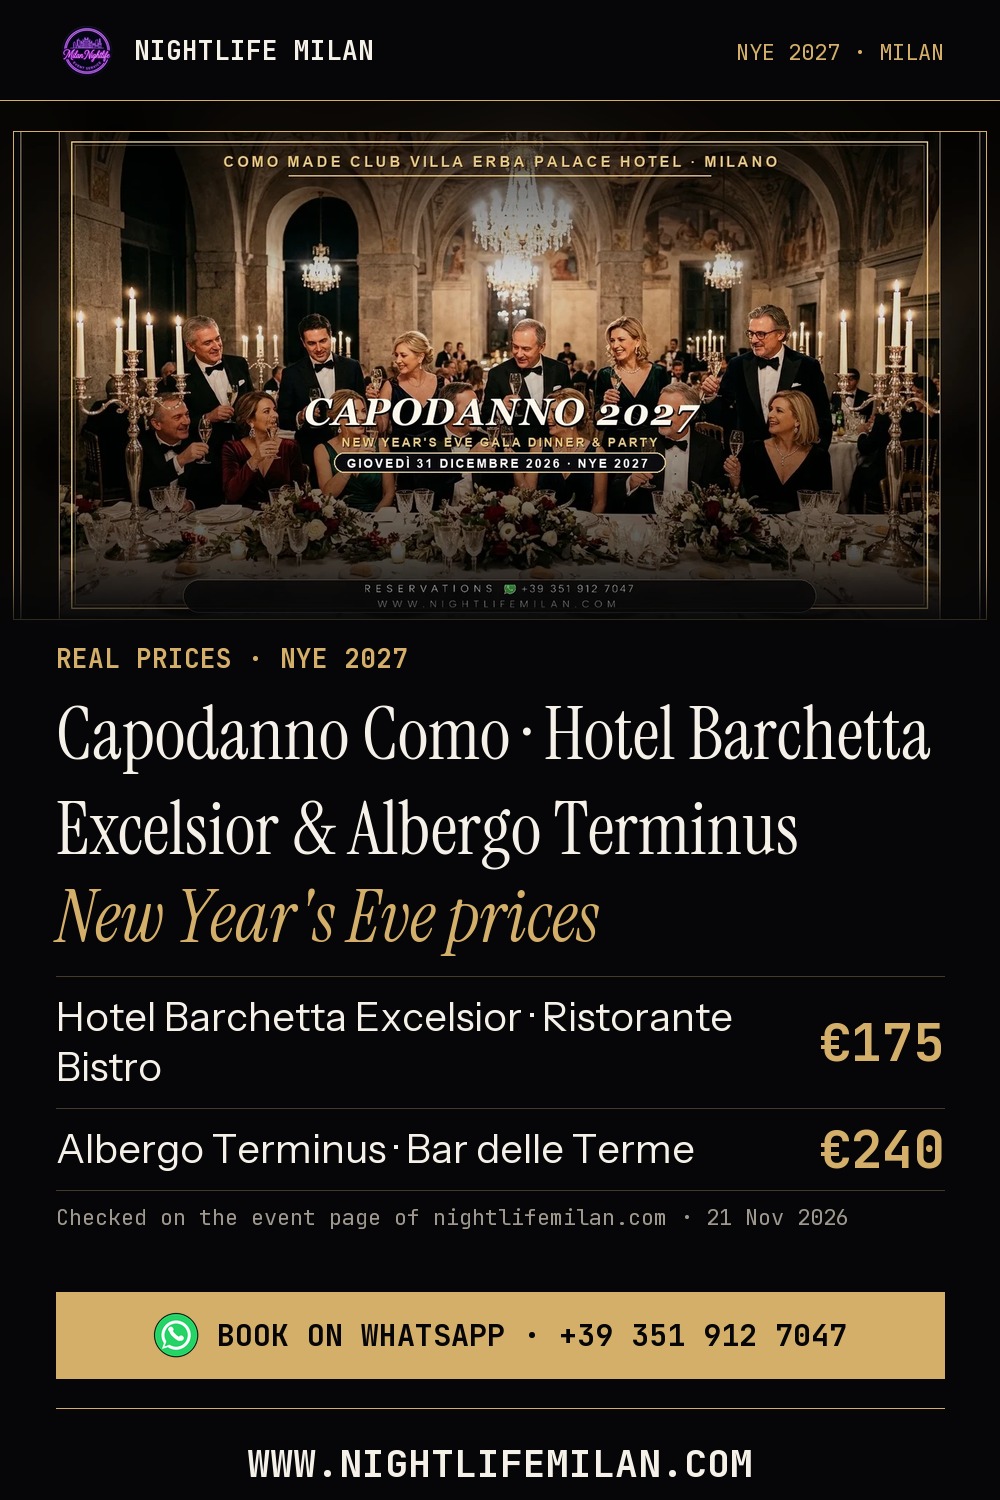 Milan Nightlife
NIGHTLIFE MILAN
NYE 2027 · MILAN
COMO MADE CLUB VILLA ERBA PALACE HOTEL · MILANO
CAPODANNO 2027
NEW YEAR'S EVE GALA DINNER & PARTY
GIOVEDÌ 31 DICEMBRE 2026 · NYE 2027
RESERVATIONS +39 351 912 7047
WWW.NIGHTLIFEMILAN.COM
REAL PRICES · NYE 2027
Capodanno Como · Hotel Barchetta
Excelsior & Albergo Terminus
New Year's Eve prices
Hotel Barchetta Excelsior · Ristorante
Bistro
€175
Albergo Terminus · Bar delle Terme
€240
Checked on the event page of nightlifemilan.com · 21 Nov 2026
BOOK ON WHATSAPP · +39 351 912 7047
WWW.NIGHTLIFEMILAN.COM